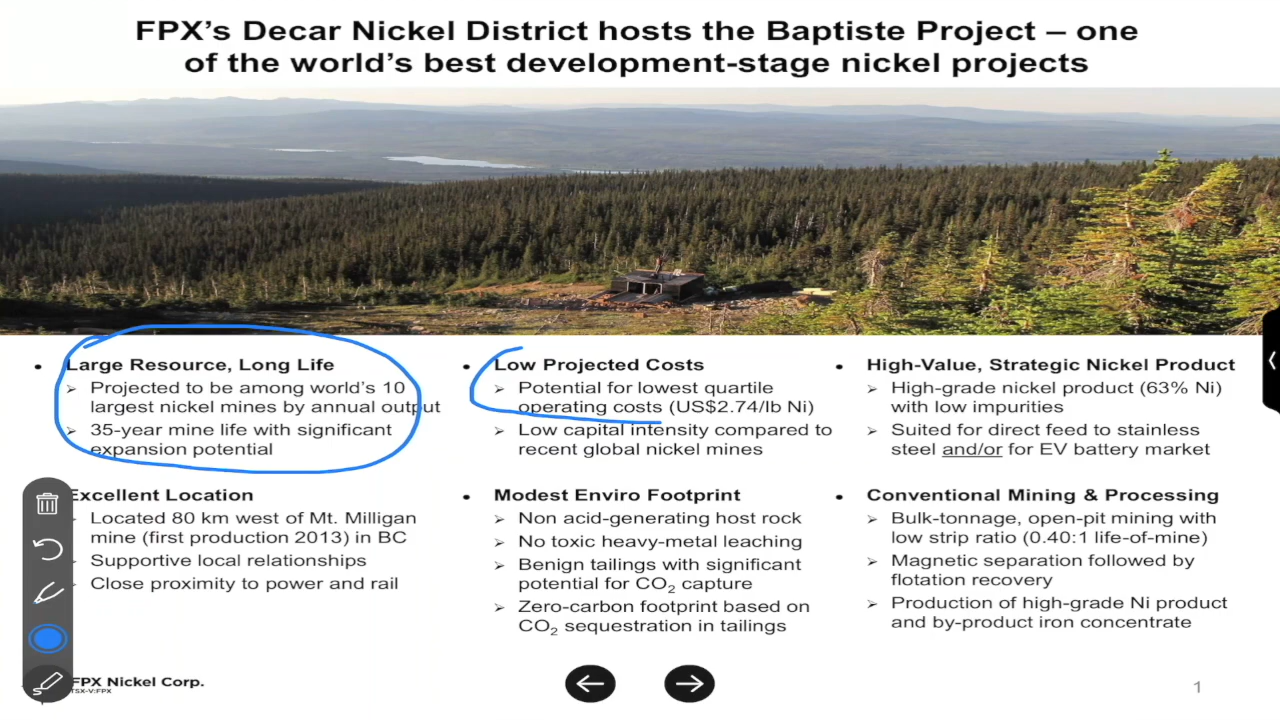 FPX’s Decar Nickel District hosts the Baptiste Project – one
of the world’s best development-stage nickel projects
• Large Resource, Long Life
➢ Projected to be among world’s 10
largest nickel mines by annual output
➢ 35-year mine life with significant
expansion potential
• Low Projected Costs
➢ Potential for lowest quartile
operating costs (US$2.74/lb Ni)
➢ Low capital intensity compared to
recent global nickel mines
• High-Value, Strategic Nickel Product
➢ High-grade nickel product (63% Ni)
with low impurities
➢ Suited for direct feed to stainless
steel and/or for EV battery market
Excellent Location
➢ Located 80 km west of Mt. Milligan
mine (first production 2013) in BC
➢ Supportive local relationships
➢ Close proximity to power and rail
• Modest Enviro Footprint
➢ Non acid-generating host rock
➢ No toxic heavy-metal leaching
➢ Benign tailings with significant
potential for CO2 capture
➢ Zero-carbon footprint based on
CO2 sequestration in tailings
• Conventional Mining & Processing
➢ Bulk-tonnage, open-pit mining with
low strip ratio (0.40:1 life-of-mine)
➢ Magnetic separation followed by
flotation recovery
➢ Production of high-grade Ni product
and by-product iron concentrate
FPX Nickel Corp.
TSX-V:FPX
1